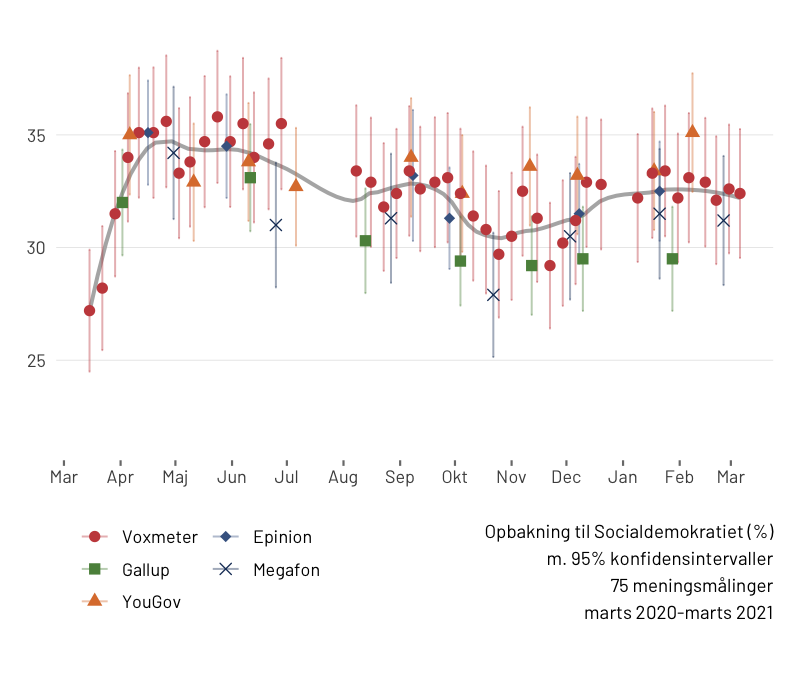 35
30
25
Mar Apr Maj Jun Jul Aug Sep Okt Nov Dec Jan Feb Mar
Voxmeter Epinion
Gallup Megafon
YouGov
Opbakning til Socialdemokratiet (%)
m. 95% konfidensintervaller
75 meningsmålinger
marts 2020-marts 2021